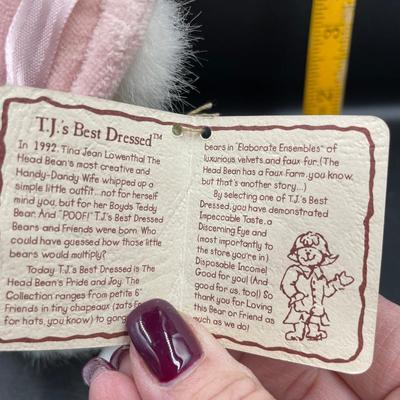 T.J.'s Best Dressed™
In 1992, Tina Jean Lowenthal The
Head Bean's most creative and
Handy-Dandy Wife whipped up a
simple little outfit...not for herself
mind you, but for her Boyds Teddy
Bear. And "POOF!" T.J.'s Best Dressed
Bears and Friends were born. Who
could have guessed how those little
bears would multiply?
Today T.J.'s Best Dressed is The
Head Bean's Pride and Joy. The
Collection ranges from petite 6"
Friends in tiny chapeaux (zats for
for hats, you know) to
bears in "Elaborate Ensembles" of
luxurious velvets and faux fur. (The
Head Bean has a Faux Farm, you know,
but that's another story...)
By selecting one of T.J.'s Best
Dressed, you have demonstrated
Impeccable Taste, a
Discerning Eye and
(most importantly to
the store you're in)
Disposable Income!
Good for you! (And
good for us, too!) So
thank you for Loving
this Bear or Friend as
much as we do!
3
2